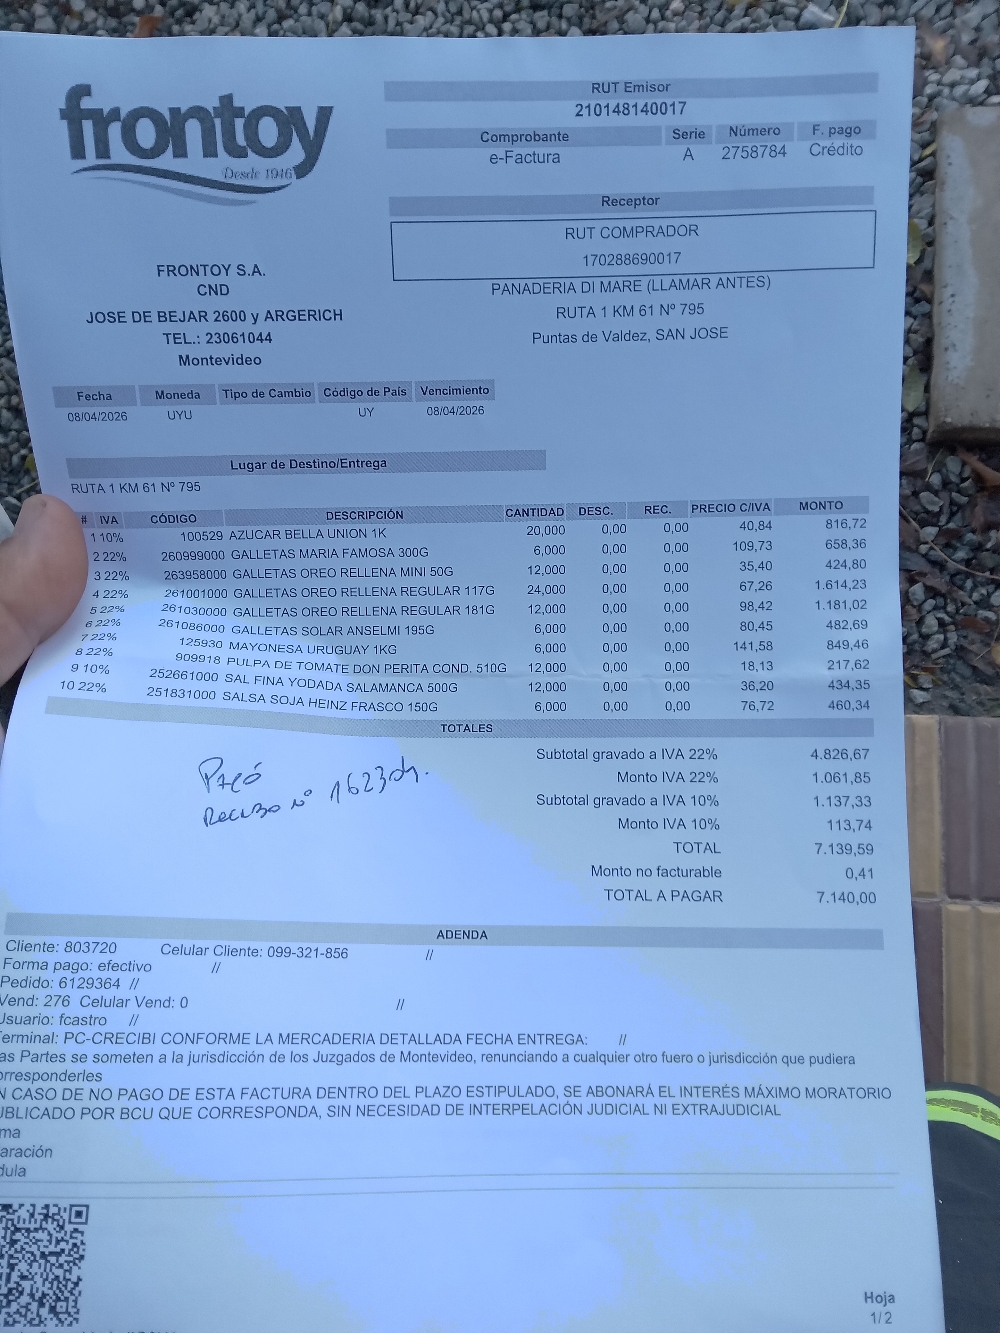 frontoy
Desde 1946
RUT Emisor
210148140017
Comprobante Serie Número F. pago
e-Factura A 2758784 Crédito
Receptor
RUT COMPRADOR
170288690017
PANADERIA DI MARE (LLAMAR ANTES)
RUTA 1 KM 61 Nº 795
Puntas de Valdez, SAN JOSE
FRONTOY S.A.
CND
JOSE DE BEJAR 2600 y ARGERICH
TEL.: 23061044
Montevideo
Fecha Moneda Tipo de Cambio Código de País Vencimiento
08/04/2026 UYU UY 08/04/2026
Lugar de Destino/Entrega
RUTA 1 KM 61 Nº 795
# IVA CÓDIGO DESCRIPCIÓN CANTIDAD DESC. REC. PRECIO C/IVA MONTO
1 10% 100529 AZUCAR BELLA UNION 1K 20,000 0,00 0,00 40,84 816,72
2 22% 260999000 GALLETAS MARIA FAMOSA 300G 6,000 0,00 0,00 109,73 658,36
3 22% 263958000 GALLETAS OREO RELLENA MINI 50G 12,000 0,00 0,00 35,40 424,80
4 22% 261001000 GALLETAS OREO RELLENA REGULAR 117G 24,000 0,00 0,00 67,26 1.614,23
5 22% 261030000 GALLETAS OREO RELLENA REGULAR 181G 12,000 0,00 0,00 98,42 1.181,02
6 22% 261086000 GALLETAS SOLAR ANSELMI 195G 6,000 0,00 0,00 80,45 482,69
7 22% 125930 MAYONESA URUGUAY 1KG 6,000 0,00 0,00 141,58 849,46
8 22% 909918 PULPA DE TOMATE DON PERITA COND. 510G 12,000 0,00 0,00 18,13 217,62
9 10% 252661000 SAL FINA YODADA SALAMANCA 500G 12,000 0,00 0,00 36,20 434,35
10 22% 251831000 SALSA SOJA HEINZ FRASCO 150G 6,000 0,00 0,00 76,72 460,34
TOTALES
Subtotal gravado a IVA 22% 4.826,67
Monto IVA 22% 1.061,85
Subtotal gravado a IVA 10% 1.137,33
Monto IVA 10% 113,74
TOTAL 7.139,59
Monto no facturable 0,41
TOTAL A PAGAR 7.140,00
Pagó
Recibo Nº 1623
ADENDA
Cliente: 803720 Celular Cliente: 099-321-856 //
Forma pago: efectivo //
Pedido: 6129364 //
Vend: 276 Celular Vend: 0 //
Usuario: fcastro //
erminal: PC-CRECIBI CONFORME LA MERCADERIA DETALLADA FECHA ENTREGA: //
as Partes se someten a la jurisdicción de los Juzgados de Montevideo, renunciando a cualquier otro fuero o jurisdicción que pudiera
orresponderles
N CASO DE NO PAGO DE ESTA FACTURA DENTRO DEL PLAZO ESTIPULADO, SE ABONARÁ EL INTERÉS MÁXIMO MORATORIO
UBLICADO POR BCU QUE CORRESPONDA, SIN NECESIDAD DE INTERPELACIÓN JUDICIAL NI EXTRAJUDICIAL
ma
aración
dula
Hoja
1/2